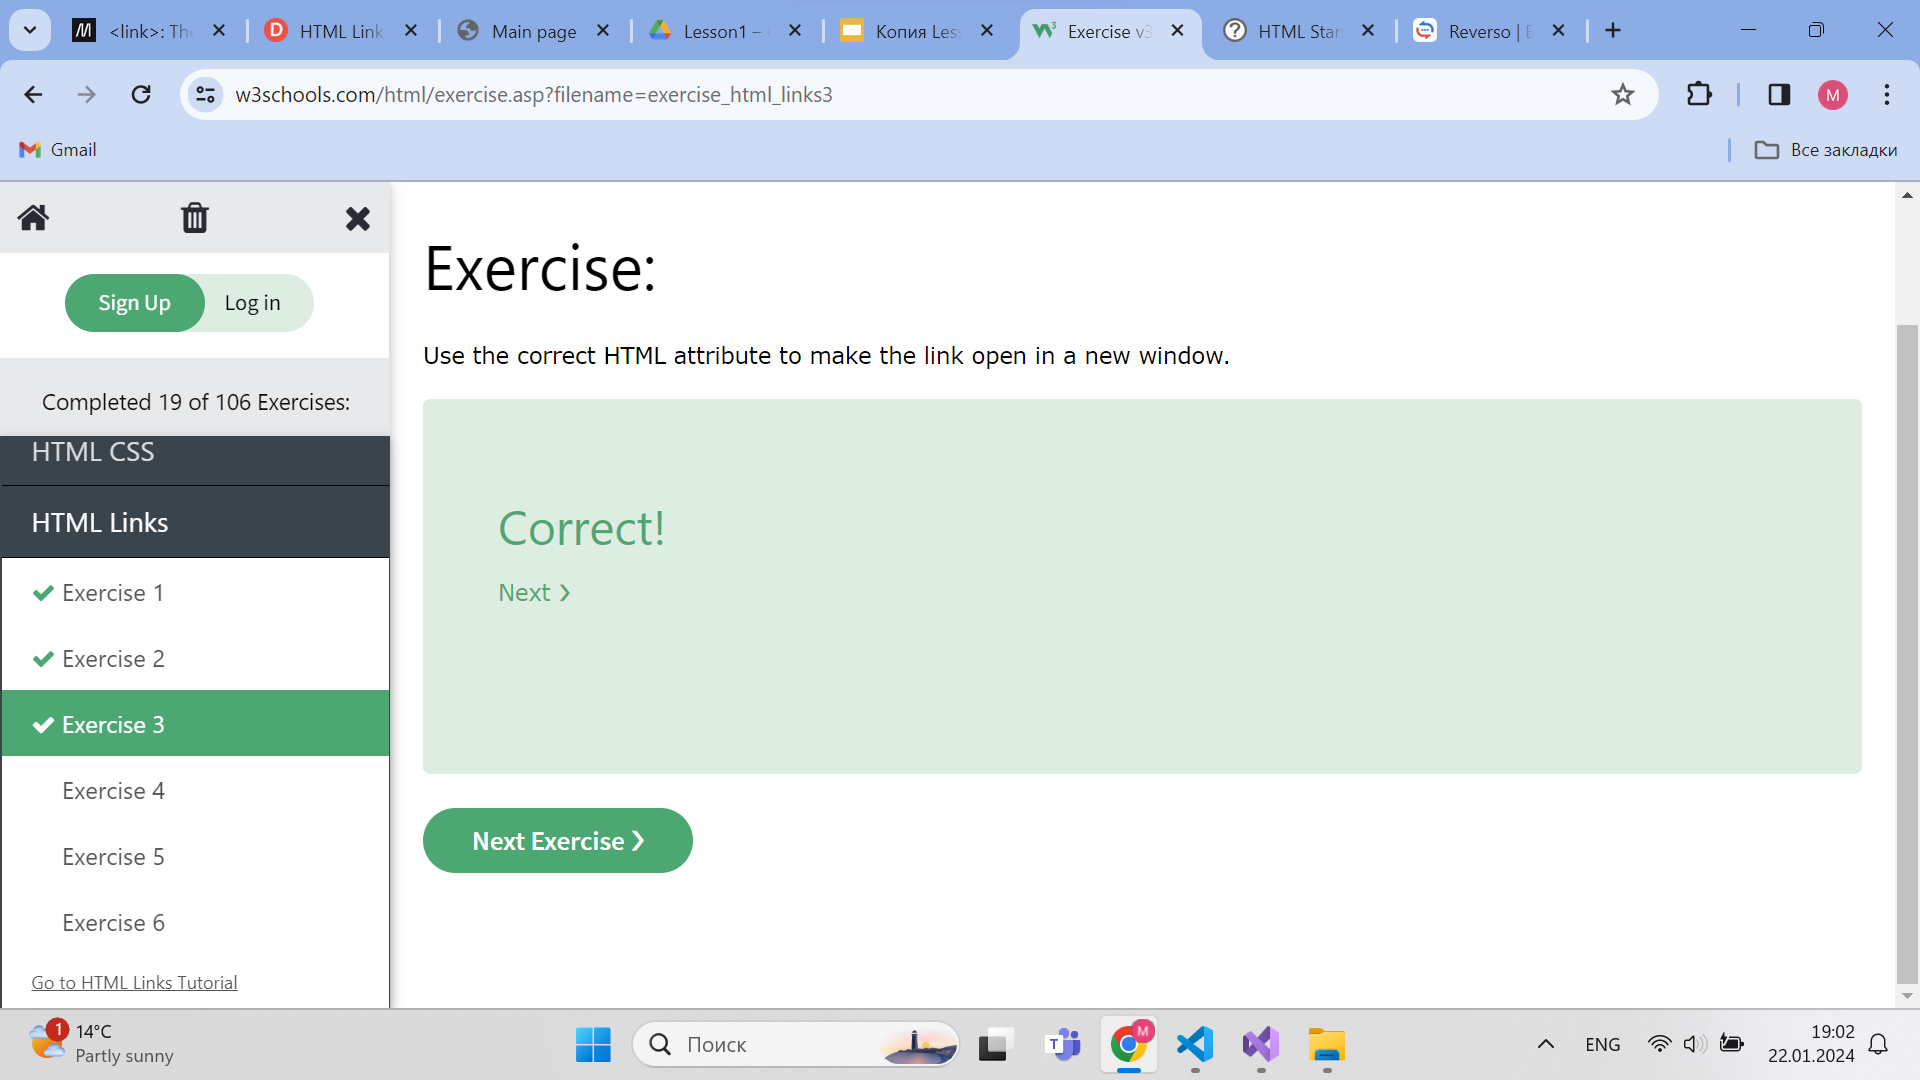 <link>: The
HTML Link
Main page
Lesson1 –
Копия Less
Exercise v3
HTML Star
Reverso |
w3schools.com/html/exercise.asp?filename=exercise_html_links3
M
Gmail
Все закладки
Sign Up
Log in
Completed 19 of 106 Exercises:
HTML CSS
HTML Links
Exercise 1
Exercise 2
Exercise 3
Exercise 4
Exercise 5
Exercise 6
Go to HTML Links Tutorial
Exercise:
Use the correct HTML attribute to make the link open in a new window.
Correct!
Next ❯
Next Exercise ❯
1
14°C
Partly sunny
Поиск
M
ENG
19:02
22.01.2024